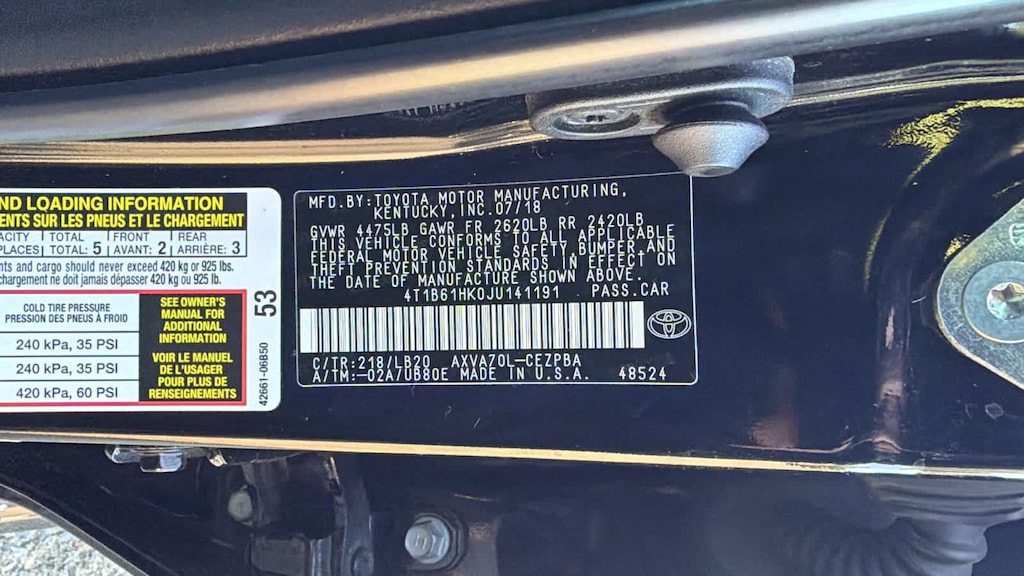 ND LOADING INFORMATION
ENTS SUR LES PNEUS ET LE CHARGEMENT
ACITY TOTAL FRONT REAR
PLACES TOTAL: 5 AVANT: 2 ARRIÈRE: 3
nts and cargo should never exceed 420 kg or 925 lbs.
chargement ne doit jamais dépasser 420 kg ou 925 lb.
COLD TIRE PRESSURE
PRESSION DES PNEUS À FROID
240 kPa, 35 PSI
240 kPa, 35 PSI
420 kPa, 60 PSI
SEE OWNER'S
MANUAL FOR
ADDITIONAL
INFORMATION
VOIR LE MANUEL
DE L'USAGER
POUR PLUS DE
RENSEIGNEMENTS
53
42661-06B50
MFD.BY:TOYOTA MOTOR MANUFACTURING,
KENTUCKY, INC.07/18
GVWR 4475LB GAWR FR 2620LB RR 2420LB
THIS VEHICLE CONFORMS TO ALL APPLICABLE
FEDERAL MOTOR VEHICLE SAFETY, BUMPER AND
THEFT PREVENTION STANDARDS IN EFFECT ON
THE DATE OF MANUFACTURE SHOWN ABOVE.
4T1B61HK0JU141191 PASS.CAR
C/TR:218/LB20 AXVA70L-CEZPBA
A/TM:-02A/UB80E MADE IN U.S.A. 48524